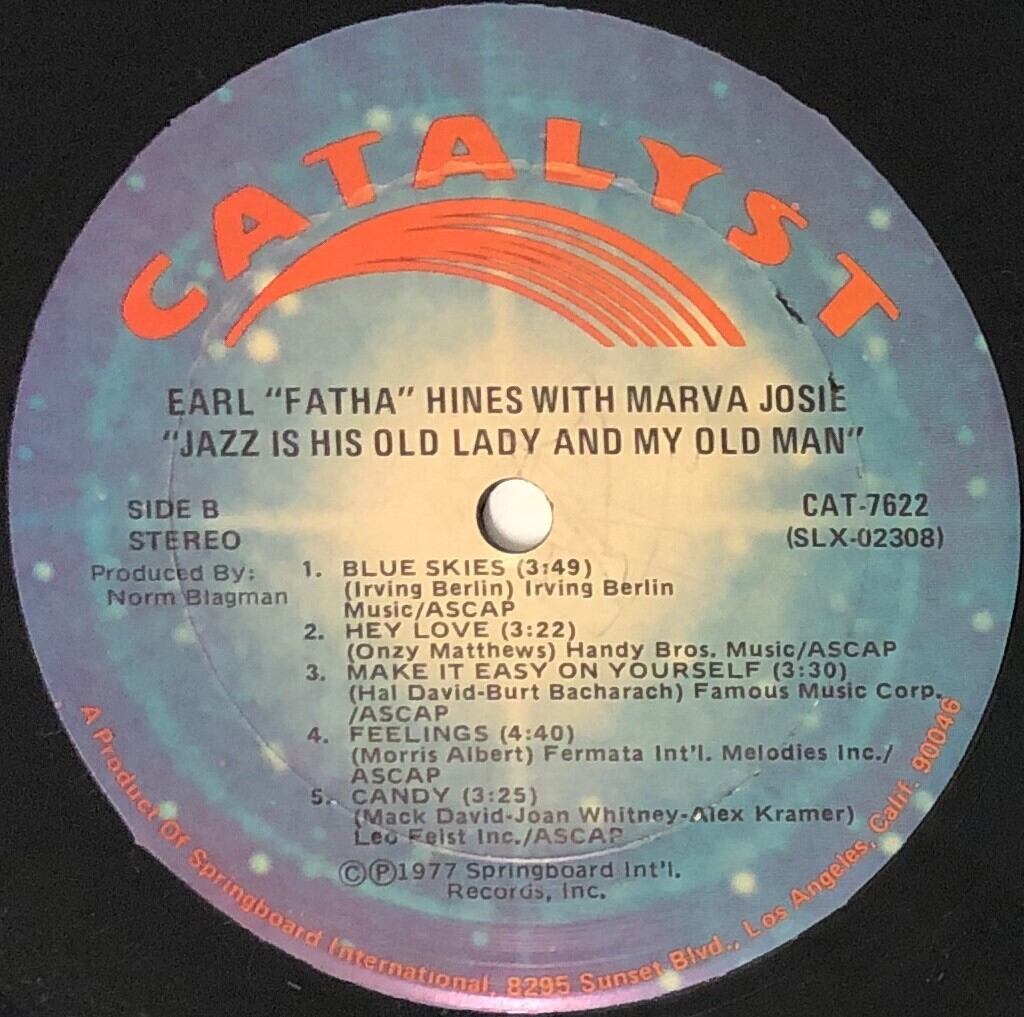 CATALYST
EARL "FATHA" HINES WITH MARVA JOSIE
"JAZZ IS HIS OLD LADY AND MY OLD MAN"
SIDE B
STEREO
Produced By:
Norm Blagman
CAT-7622
(SLX-02308)
1. BLUE SKIES (3:49)
(Irving Berlin) Irving Berlin
Music/ASCAP
2. HEY LOVE (3:22)
(Onzy Matthews) Handy Bros. Music/ASCAP
3. MAKE IT EASY ON YOURSELF (3:30)
(Hal David-Burt Bacharach) Famous Music Corp.
/ASCAP
4. FEELINGS (4:40)
(Morris Albert) Fermata Int'l. Melodies Inc./
ASCAP
5. CANDY (3:25)
(Mack David-Joan Whitney-Alex Kramer)
Leo Feist Inc./ASCAP
©℗1977 Springboard Int'l.
Records, Inc.
A Product Of Springboard International, 8295 Sunset Blvd., Los Angeles, Calif. 90046